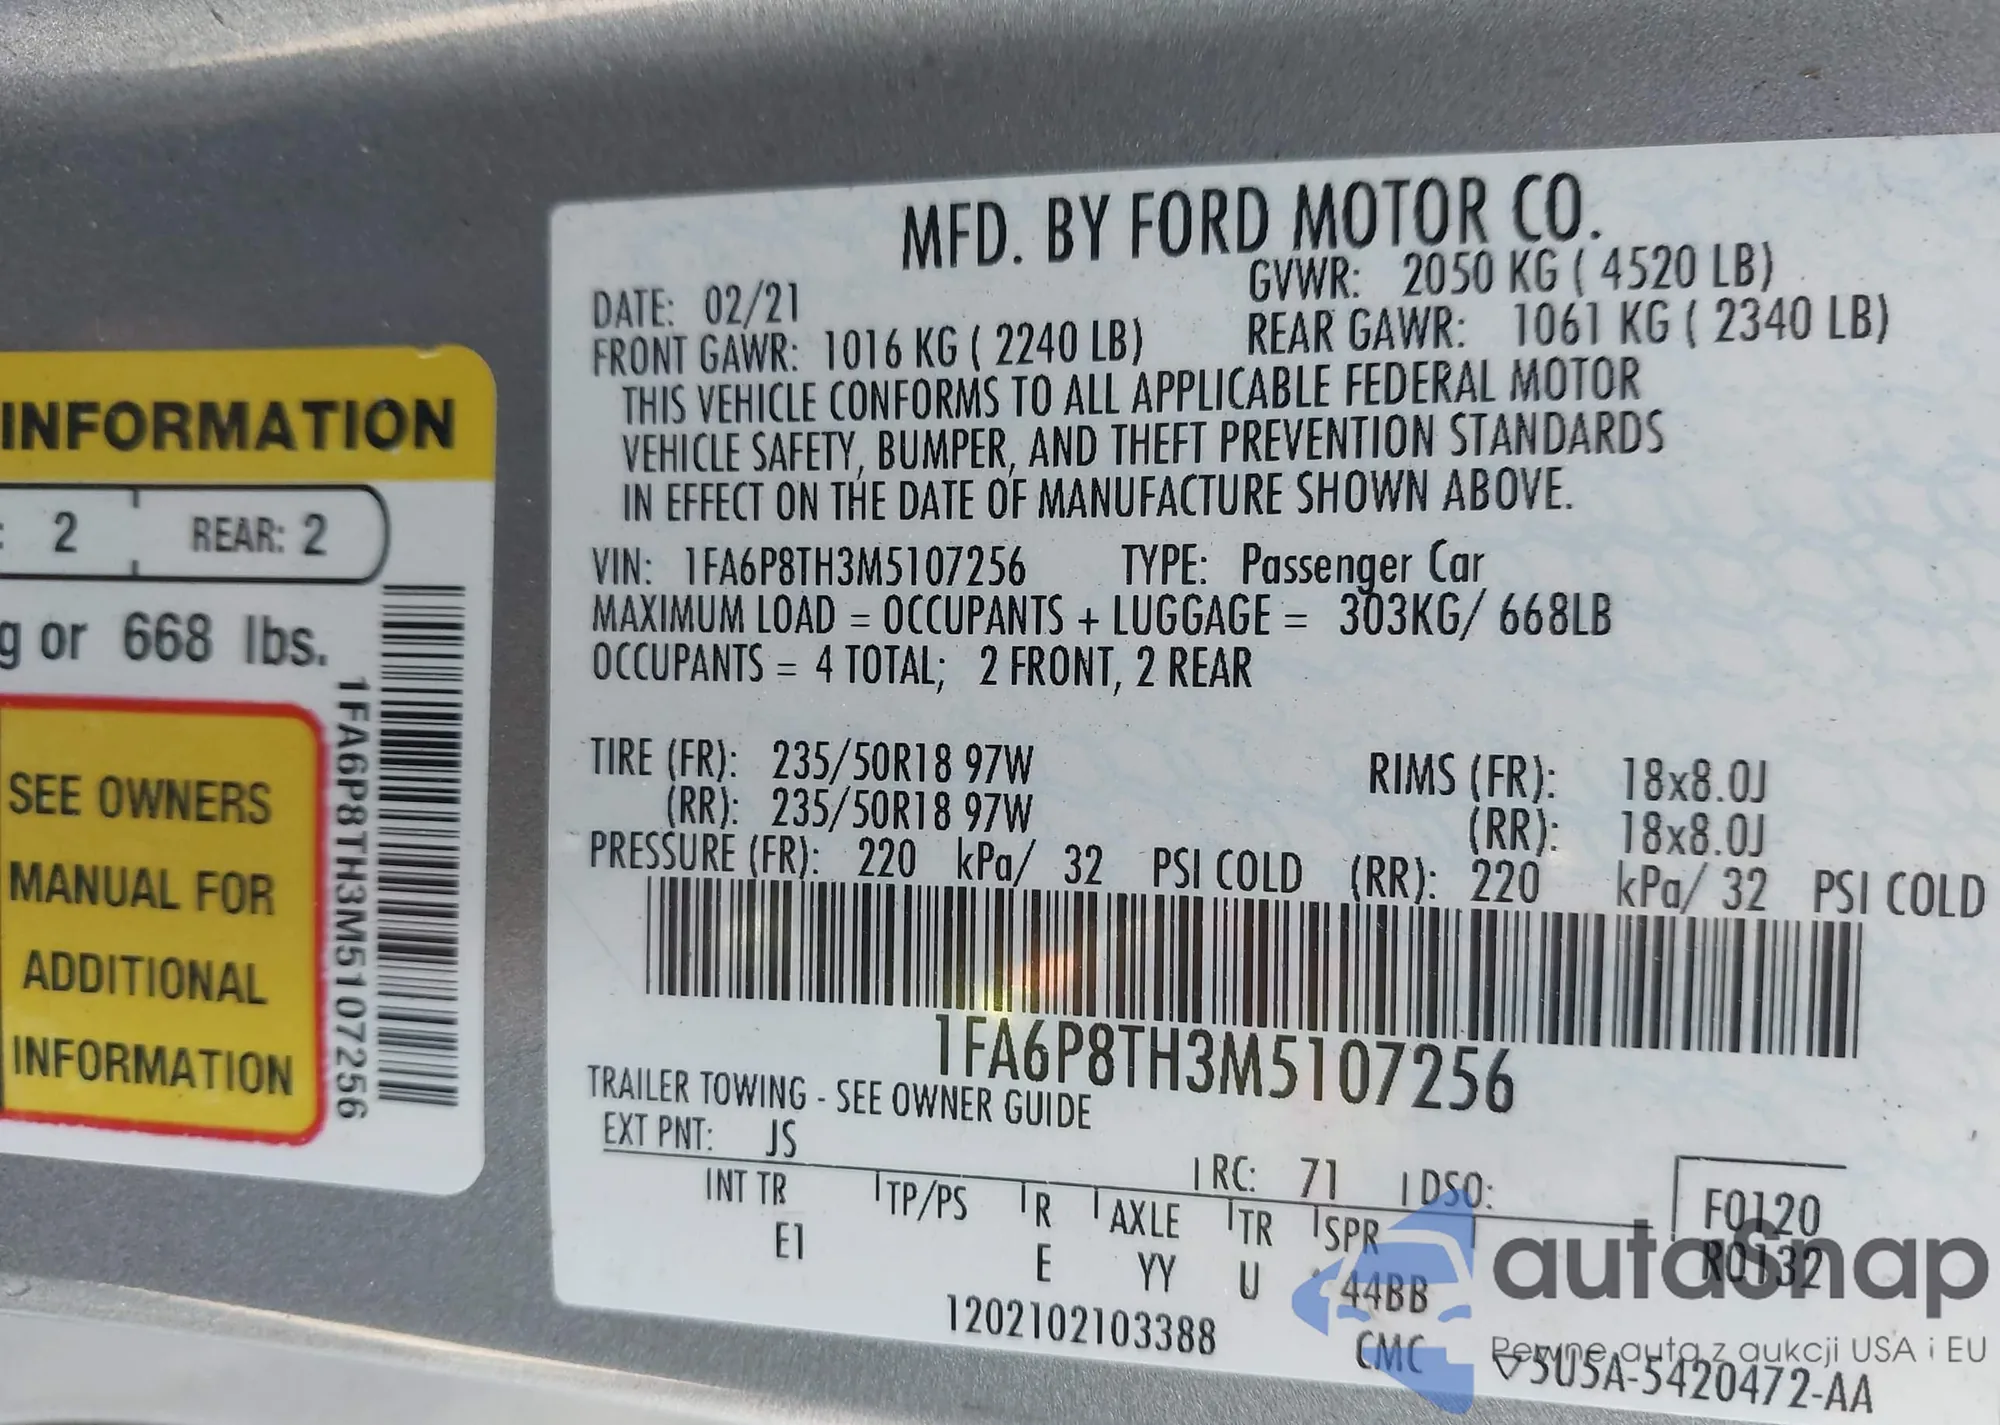 INFORMATION
: 2 REAR: 2
g or 668 lbs.
SEE OWNERS
MANUAL FOR
ADDITIONAL
INFORMATION
1FA6P8TH3M5107256
MFD. BY FORD MOTOR CO.
DATE: 02/21 GVWR: 2050 KG ( 4520 LB)
FRONT GAWR: 1016 KG ( 2240 LB) REAR GAWR: 1061 KG ( 2340 LB)
THIS VEHICLE CONFORMS TO ALL APPLICABLE FEDERAL MOTOR
VEHICLE SAFETY, BUMPER, AND THEFT PREVENTION STANDARDS
IN EFFECT ON THE DATE OF MANUFACTURE SHOWN ABOVE.
VIN: 1FA6P8TH3M5107256 TYPE: Passenger Car
MAXIMUM LOAD = OCCUPANTS + LUGGAGE = 303KG/ 668LB
OCCUPANTS = 4 TOTAL; 2 FRONT, 2 REAR
TIRE (FR): 235/50R18 97W RIMS (FR): 18x8.0J
(RR): 235/50R18 97W (RR): 18x8.0J
PRESSURE (FR): 220 kPa/ 32 PSI COLD (RR): 220 kPa/ 32 PSI COLD
1FA6P8TH3M5107256
TRAILER TOWING - SEE OWNER GUIDE
EXT PNT: JS RC: 71 DSO:
INT TR TP/PS R AXLE TR SPR F0120
E1 E YY U 44BB R0132
1202102103388 CMC 5U5A-5420472-AA
autoSnap
Pewne auta z aukcji USA i EU